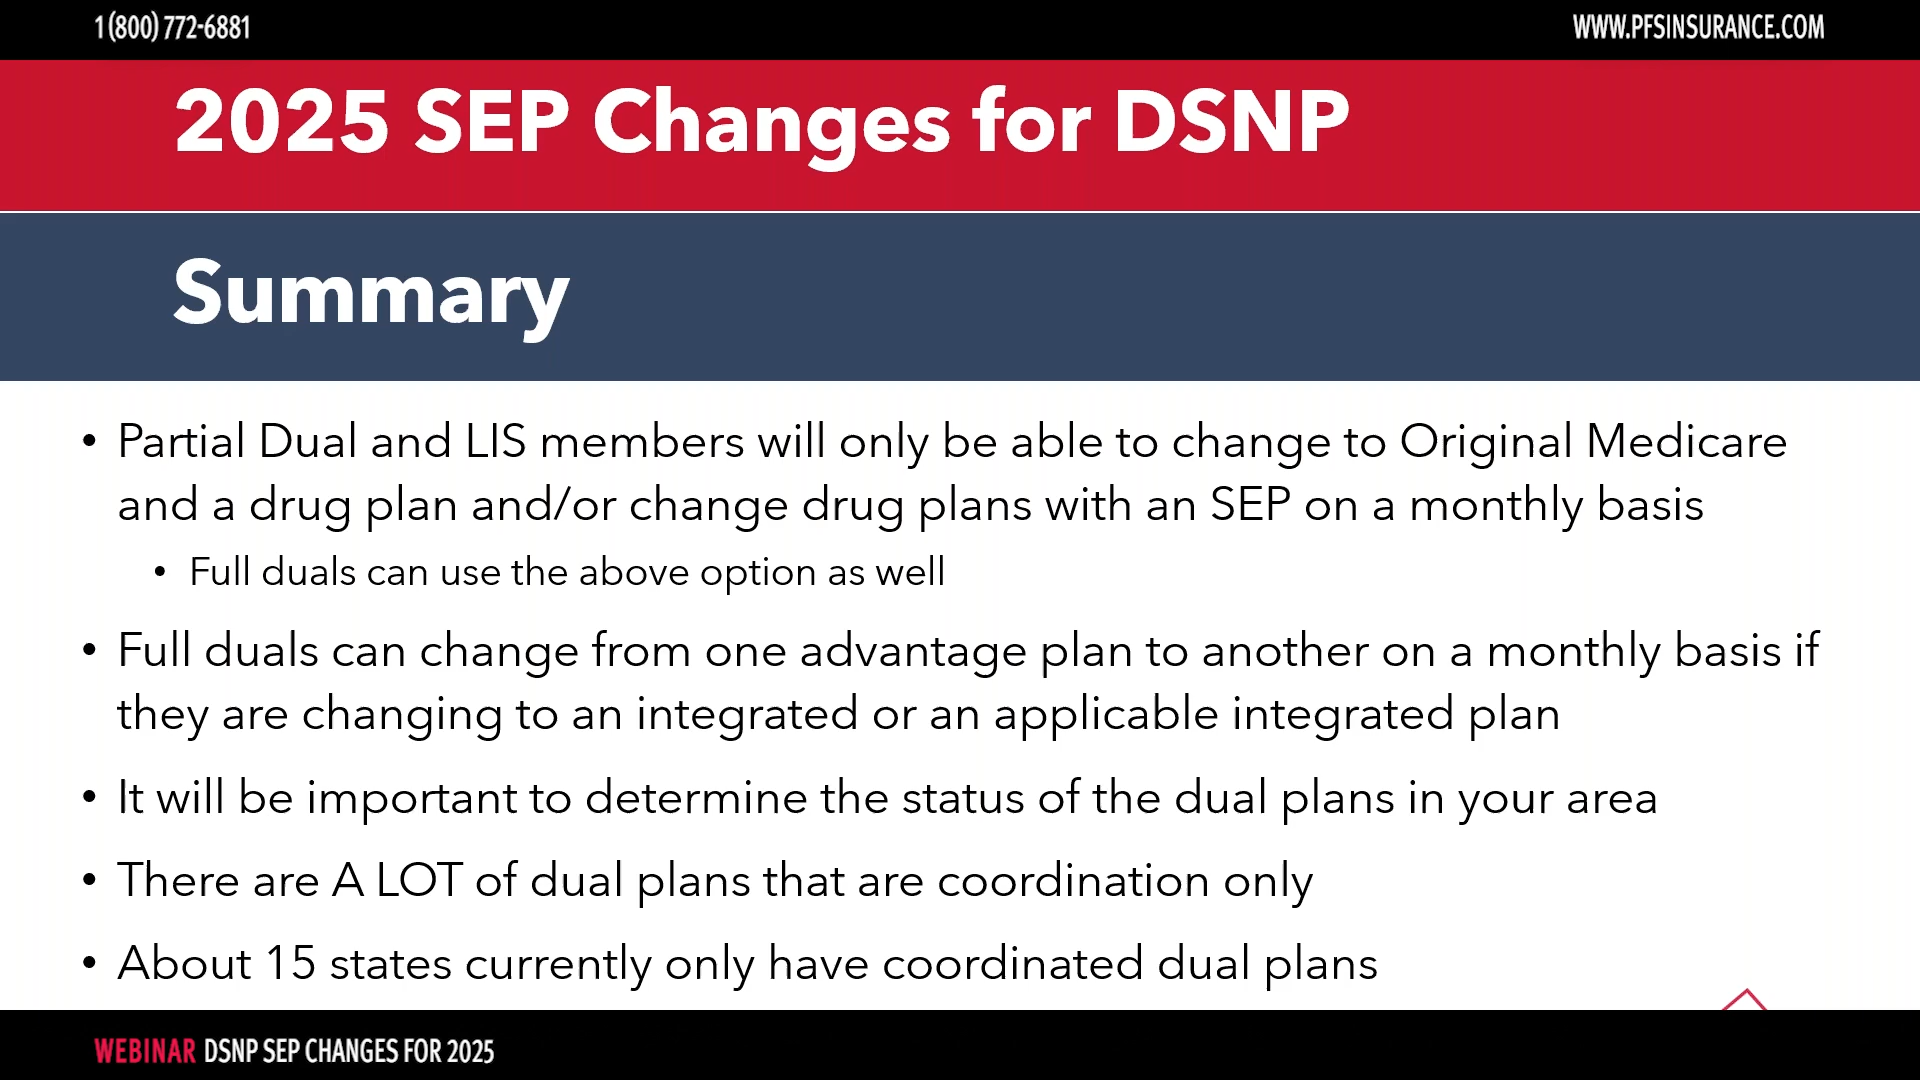 1 (800) 772-6881
WWW.PFSINSURANCE.COM
2025 SEP Changes for DSNP
Summary
• Partial Dual and LIS members will only be able to change to Original Medicare
and a drug plan and/or change drug plans with an SEP on a monthly basis
• Full duals can use the above option as well
• Full duals can change from one advantage plan to another on a monthly basis if
they are changing to an integrated or an applicable integrated plan
• It will be important to determine the status of the dual plans in your area
• There are A LOT of dual plans that are coordination only
• About 15 states currently only have coordinated dual plans
WEBINAR DSNP SEP CHANGES FOR 2025